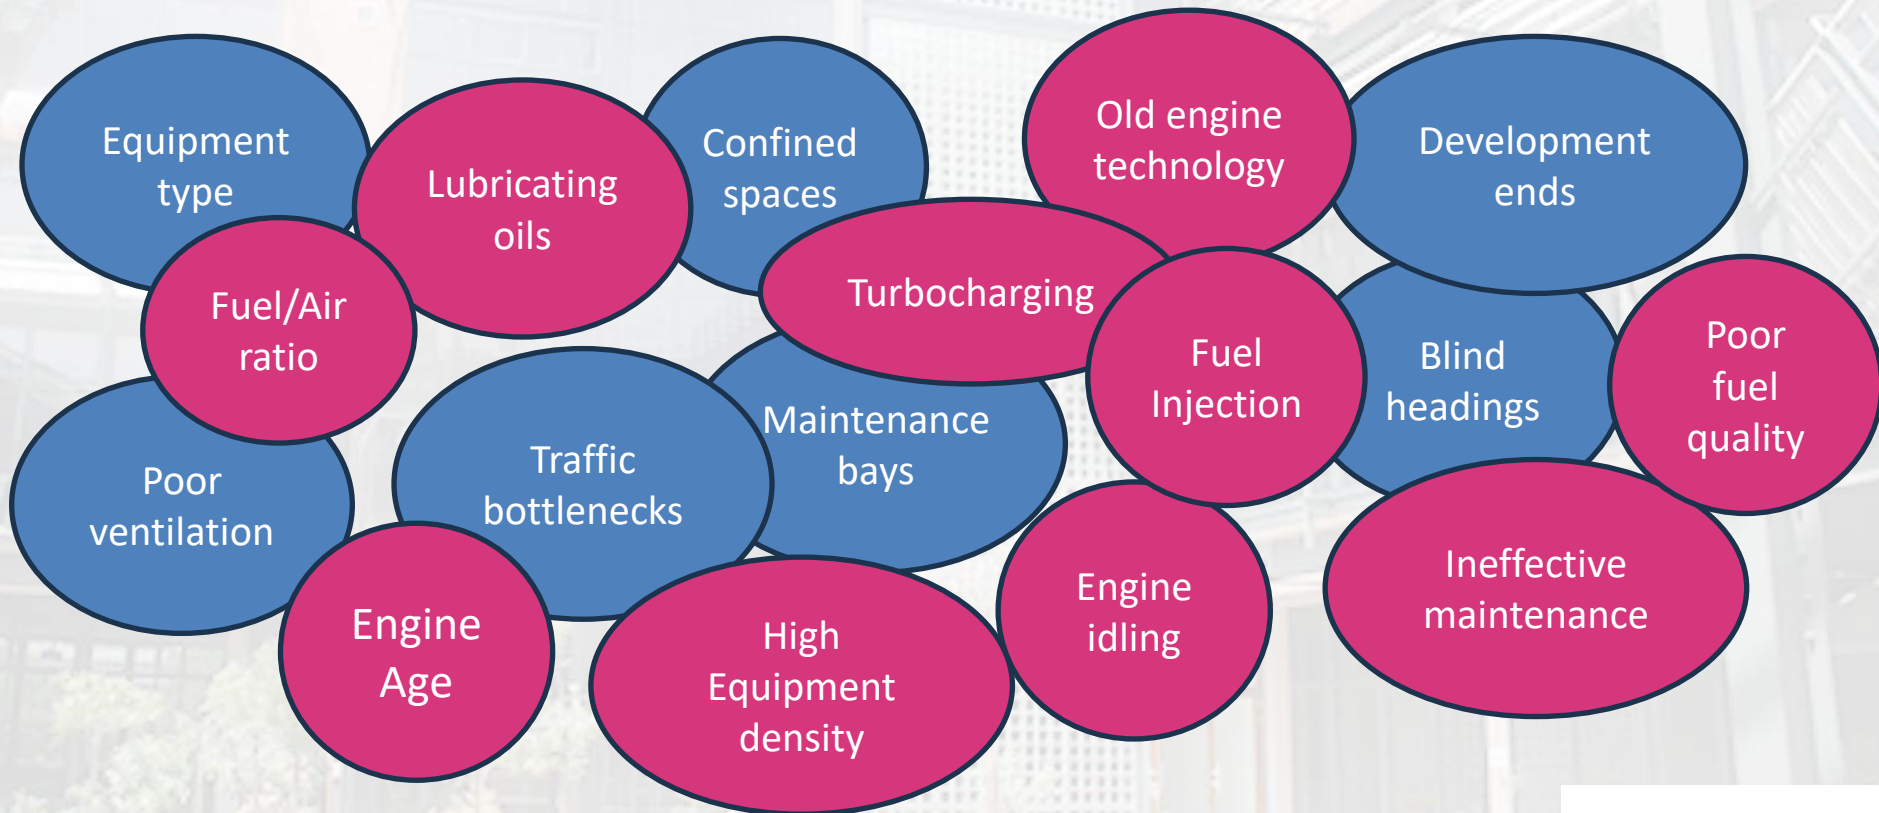 Equipment
type
Lubricating
oils
Confined
spaces
Old engine
technology
Development
ends
Fuel/Air
ratio
Turbocharging
Fuel
Injection
Blind
headings
Poor
fuel
quality
Poor
ventilation
Traffic
bottlenecks
Maintenance
bays
Engine
Age
High
Equipment
density
Engine
idling
Ineffective
maintenance